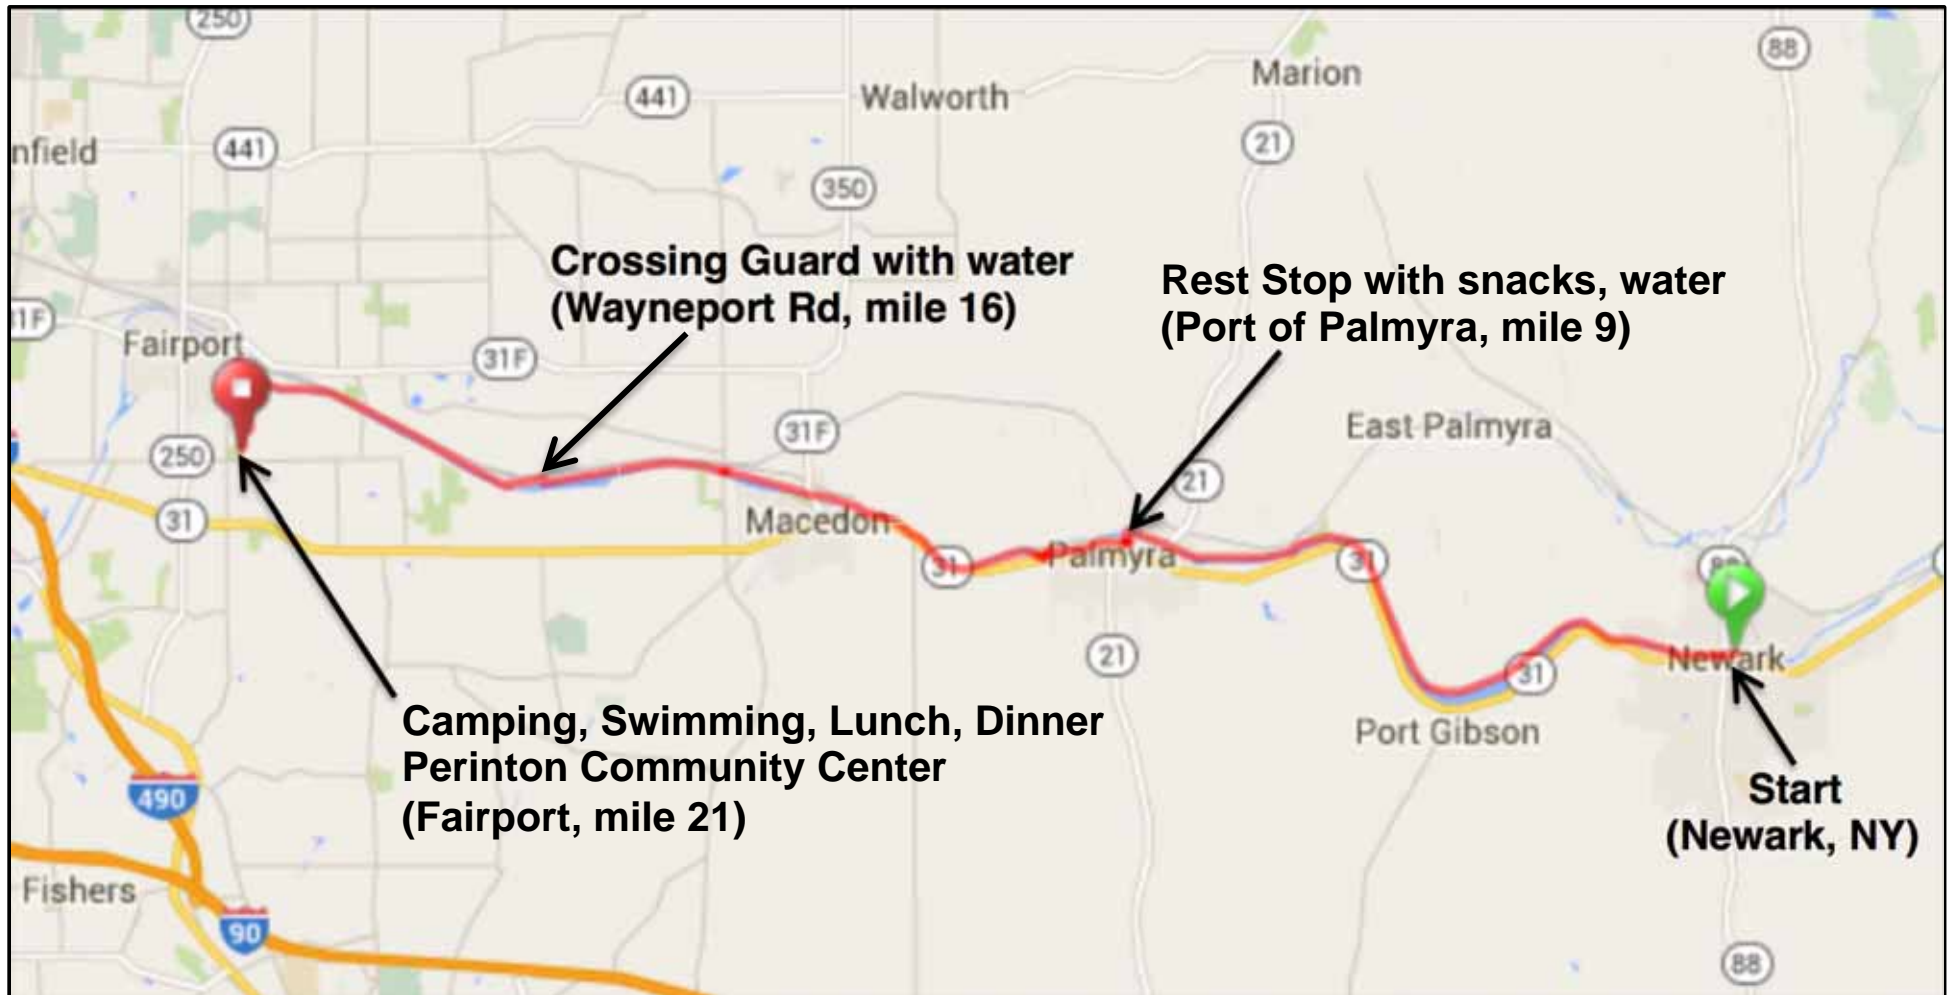 250
88
Marion
441
Walworth
21
441
nfield
350
Crossing Guard with water
(Wayneport Rd, mile 16)
Rest Stop with snacks, water
(Port of Palmyra, mile 9)
1F
Fairport
31F
31F
East Palmyra
250
21
31
Macedon
Palmyra
31
31
88
Newark
21
31
Port Gibson
Camping, Swimming, Lunch, Dinner
Perinton Community Center
(Fairport, mile 21)
Start
(Newark, NY)
490
Fishers
90
88